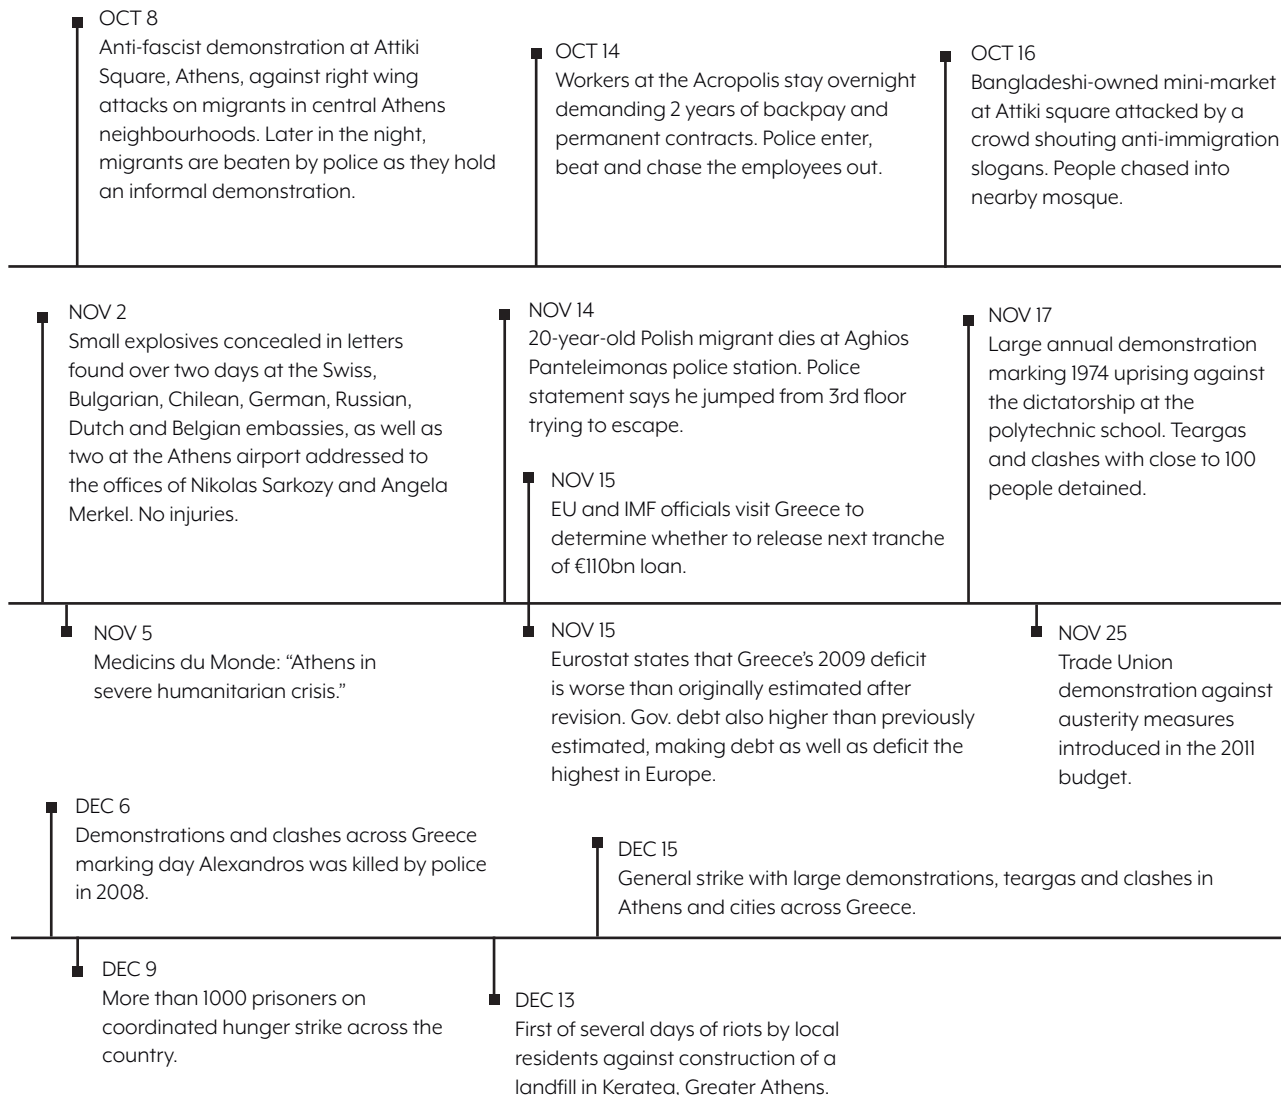 OCT 8
Anti-fascist demonstration at Attiki
Square, Athens, against right wing
attacks on migrants in central Athens
neighbourhoods. Later in the night,
migrants are beaten by police as they hold
an informal demonstration.
OCT 14
Workers at the Acropolis stay overnight
demanding 2 years of backpay and
permanent contracts. Police enter,
beat and chase the employees out.
OCT 16
Bangladeshi-owned mini-market
at Attiki square attacked by a
crowd shouting anti-immigration
slogans. People chased into
nearby mosque.
NOV 2
Small explosives concealed in letters
found over two days at the Swiss,
Bulgarian, Chilean, German, Russian,
Dutch and Belgian embassies, as well as
two at the Athens airport addressed to
the offices of Nikolas Sarkozy and Angela
Merkel. No injuries.
NOV 14
20-year-old Polish migrant dies at Aghios
Panteleimonas police station. Police
statement says he jumped from 3rd floor
trying to escape.
NOV 15
EU and IMF officials visit Greece to
determine whether to release next tranche
of €110bn loan.
NOV 17
Large annual demonstration
marking 1974 uprising against
the dictatorship at the
polytechnic school. Teargas
and clashes with close to 100
people detained.
NOV 5
Medicins du Monde: “Athens in
severe humanitarian crisis.”
NOV 15
Eurostat states that Greece’s 2009 deficit
is worse than originally estimated after
revision. Gov. debt also higher than previously
estimated, making debt as well as deficit the
highest in Europe.
NOV 25
Trade Union
demonstration against
austerity measures
introduced in the 2011
budget.
DEC 6
Demonstrations and clashes across Greece
marking day Alexandros was killed by police
in 2008.
DEC 15
General strike with large demonstrations, teargas and clashes in
Athens and cities across Greece.
DEC 9
More than 1000 prisoners on
coordinated hunger strike across the
country.
DEC 13
First of several days of riots by local
residents against construction of a
landfill in Keratea, Greater Athens.